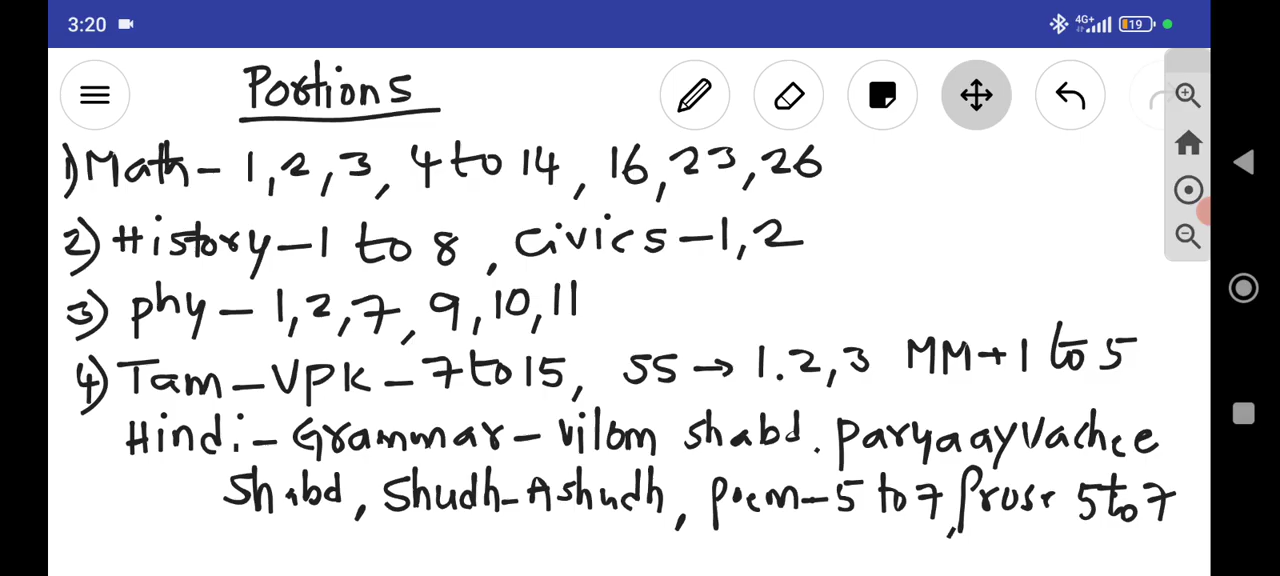 3:20 4G+ 19
Portions
1) Math - 1, 2, 3, 4 to 14, 16, 23, 26
2) History - 1 to 8, Civics - 1, 2
3) phy - 1, 2, 7, 9, 10, 11
4) Tam - VPK - 7 to 15, SS → 1. 2, 3 MM + 1 to 5
Hindi - Grammar - Vilom shabd. Paryaayvachee
Shabd, Shudh - Ashudh, poem - 5 to 7, Prose 5 to 7